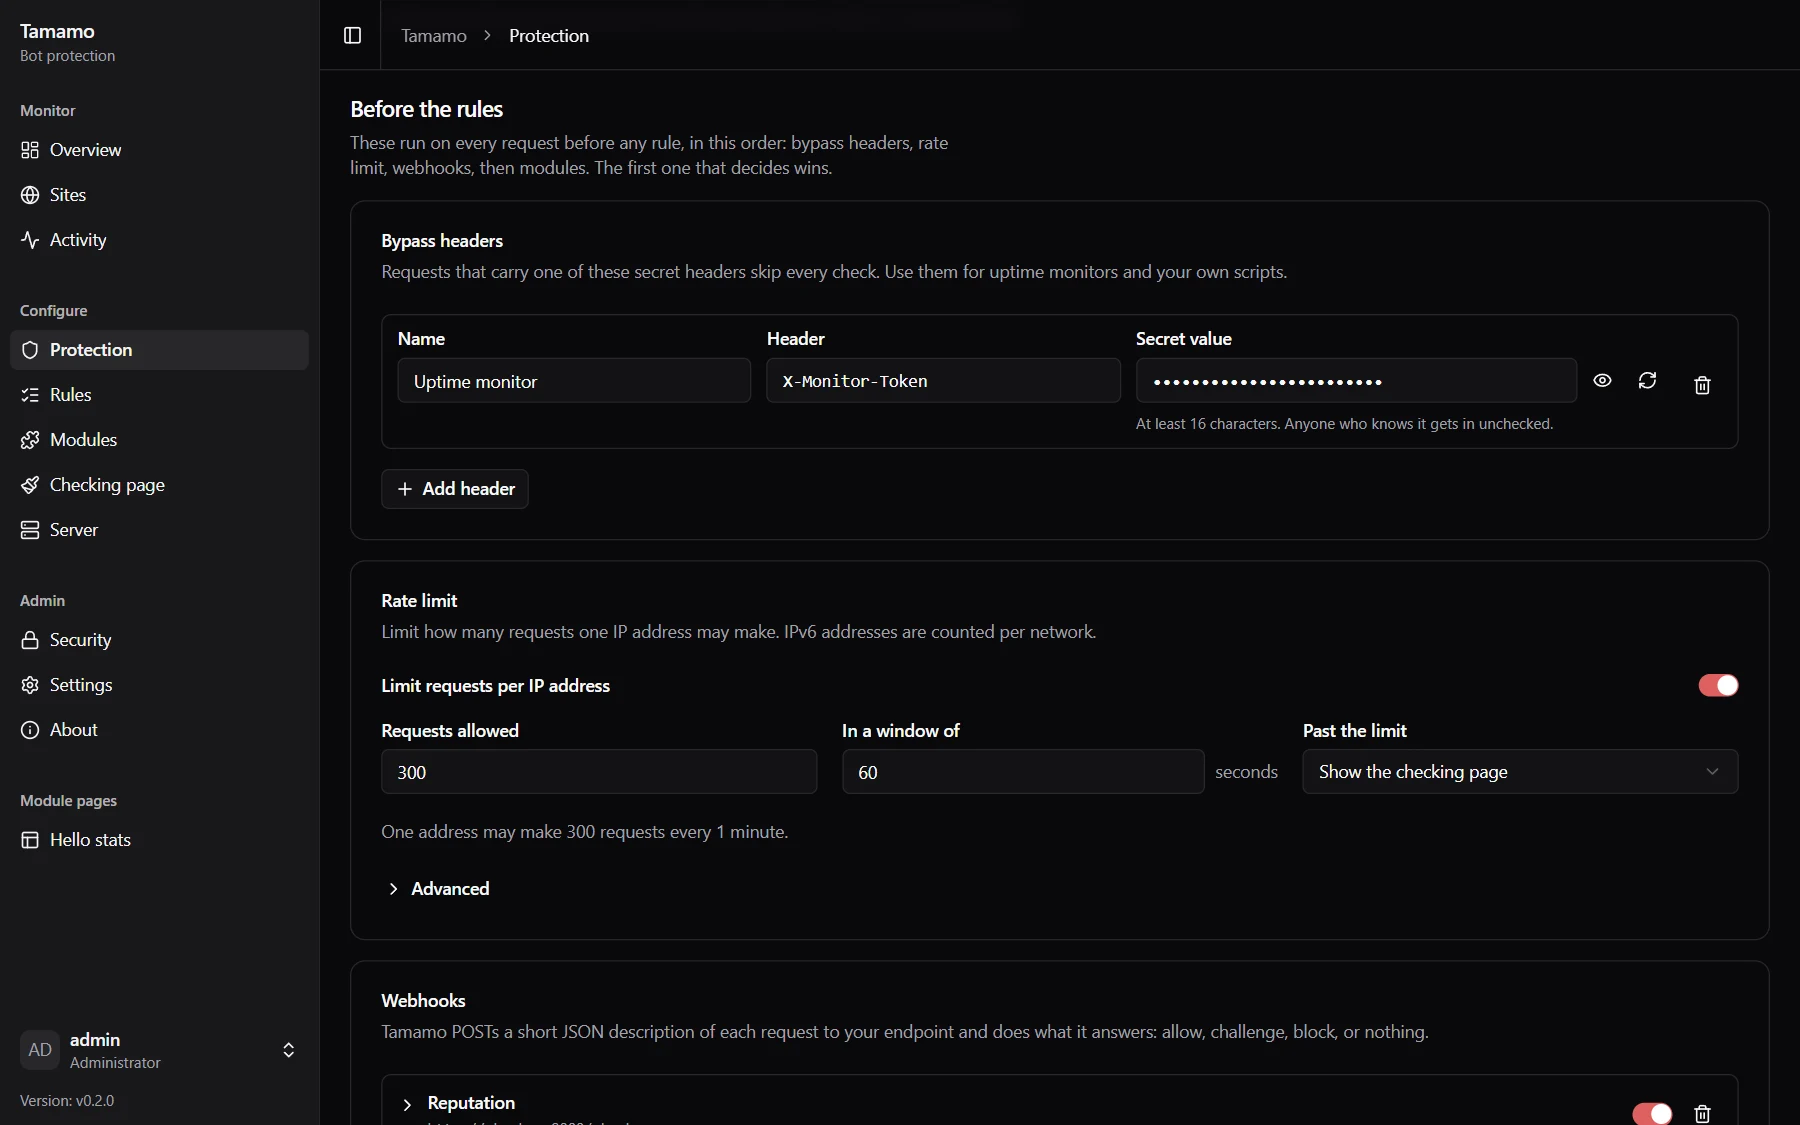 Tamamo
Bot protection
Monitor
Overview
Sites
Activity
Configure
Protection
Rules
Modules
Checking page
Server
Admin
Security
Settings
About
Module pages
Hello stats
AD
admin
Administrator
Version: v0.2.0
Tamamo > Protection
Before the rules
These run on every request before any rule, in this order: bypass headers, rate
limit, webhooks, then modules. The first one that decides wins.
Bypass headers
Requests that carry one of these secret headers skip every check. Use them for uptime monitors and your own scripts.
Name Header Secret value
Uptime monitor X-Monitor-Token
At least 16 characters. Anyone who knows it gets in unchecked.
Add header
Rate limit
Limit how many requests one IP address may make. IPv6 addresses are counted per network.
Limit requests per IP address
Requests allowed In a window of Past the limit
300 60 seconds Show the checking page
One address may make 300 requests every 1 minute.
Advanced
Webhooks
Tamamo POSTs a short JSON description of each request to your endpoint and does what it answers: allow, challenge, block, or nothing.
Reputation